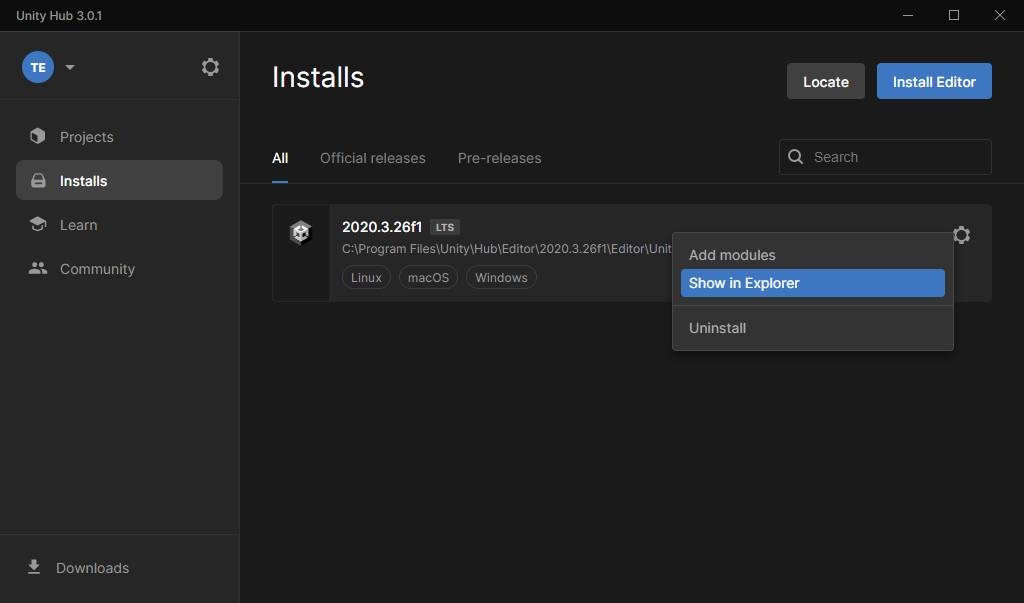 Unity Hub 3.0.1
TE
Projects
Installs
Learn
Community
Downloads
Installs
Locate
Install Editor
All Official releases Pre-releases
Search
2020.3.26f1 LTS
C:\Program Files\Unity\Hub\Editor\2020.3.26f1\Editor\Unit
Linux macOS Windows
Add modules
Show in Explorer
Uninstall